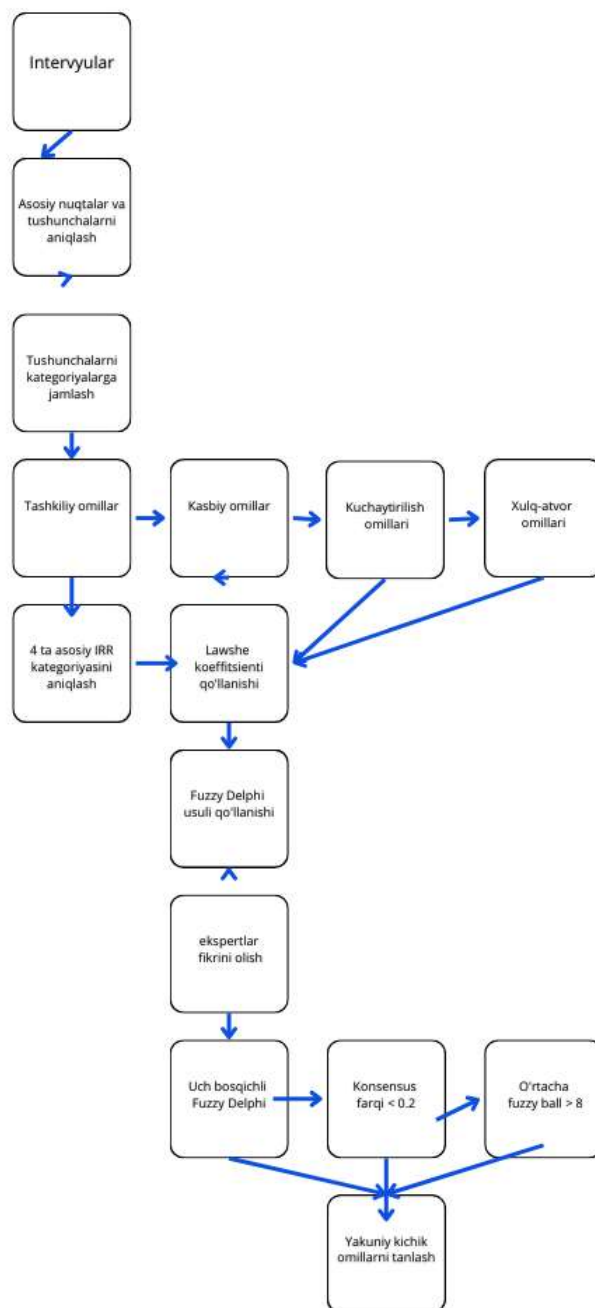 Intervyular
Asosiy nuqtalar va
tushunchalarni
aniqlash
Tushunchalarni
kategoriyalarga
jamlash
Tashkiliy omillar
Kasbiy omillar
Kuchaytirilish
omillari
Xulq-atvor
omillari
4 ta asosiy IRR
kategoriyasini
aniqlash
Lawshe
koeffitsienti
qo'llanishi
Fuzzy Delphi
usuli qo'llanishi
ekspertlar
fikrini olish
Uch bosqichli
Fuzzy Delphi
Konsensus
farqi < 0.2
O'rtacha
fuzzy ball > 8
Yakuniy kichik
omillarni tanlash